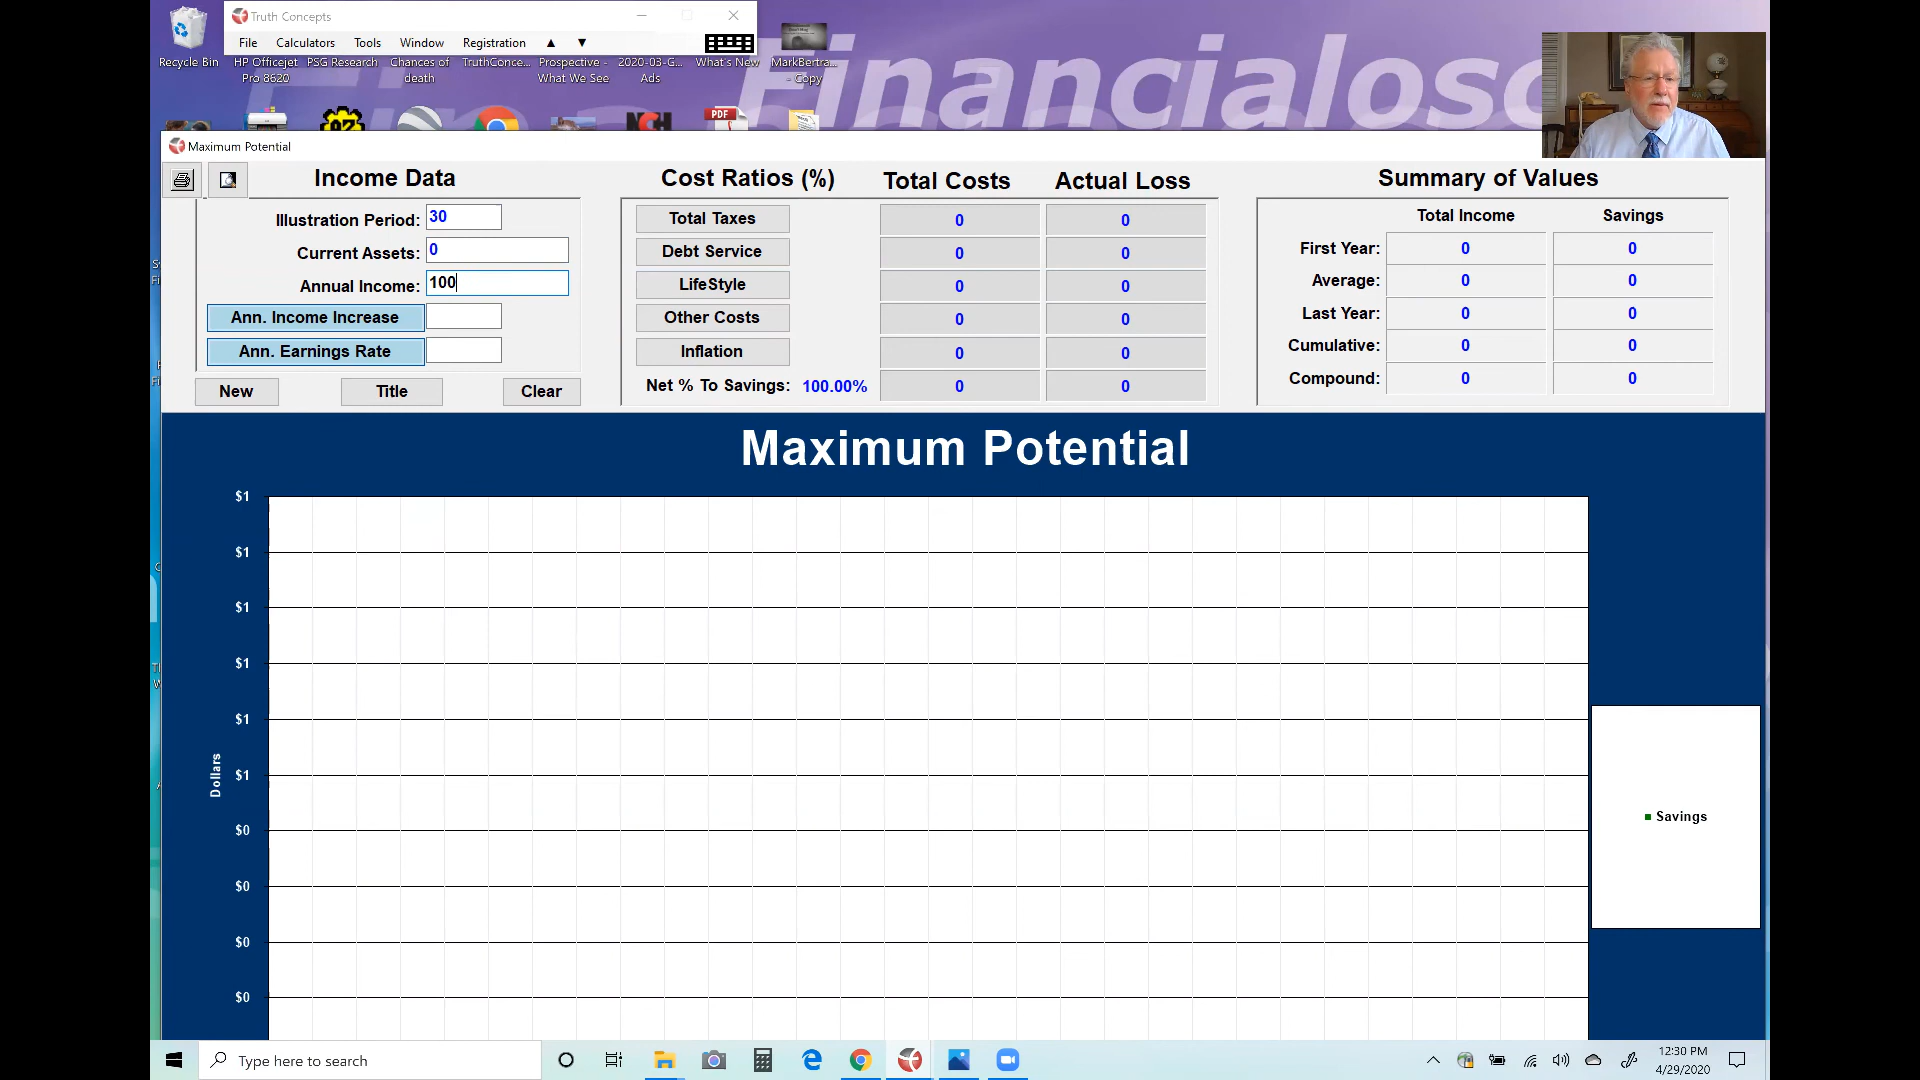 Truth Concepts
File Calculators Tools Window Registration ▲ ▼
Recycle Bin
HP Officejet
Pro 8620
PSG Research
Chances of
death
TruthConce...
Prospective -
What We See
2020-03-G...
Ads
What's New
MarkBertra...
- Copy
Financialosc
PDF
Maximum Potential
Income Data
Illustration Period: 30
Current Assets: 0
Annual Income: 100
Ann. Income Increase
Ann. Earnings Rate
New Title Clear
Cost Ratios (%) Total Costs Actual Loss
Total Taxes 0 0
Debt Service 0 0
LifeStyle 0 0
Other Costs 0 0
Inflation 0 0
Net % To Savings: 100.00% 0 0
Summary of Values
Total Income Savings
First Year: 0 0
Average: 0 0
Last Year: 0 0
Cumulative: 0 0
Compound: 0 0
Maximum Potential
$1
$1
$1
$1
$1
$1
$0
$0
$0
$0
Dollars
Savings
Type here to search
12:30 PM
4/29/2020